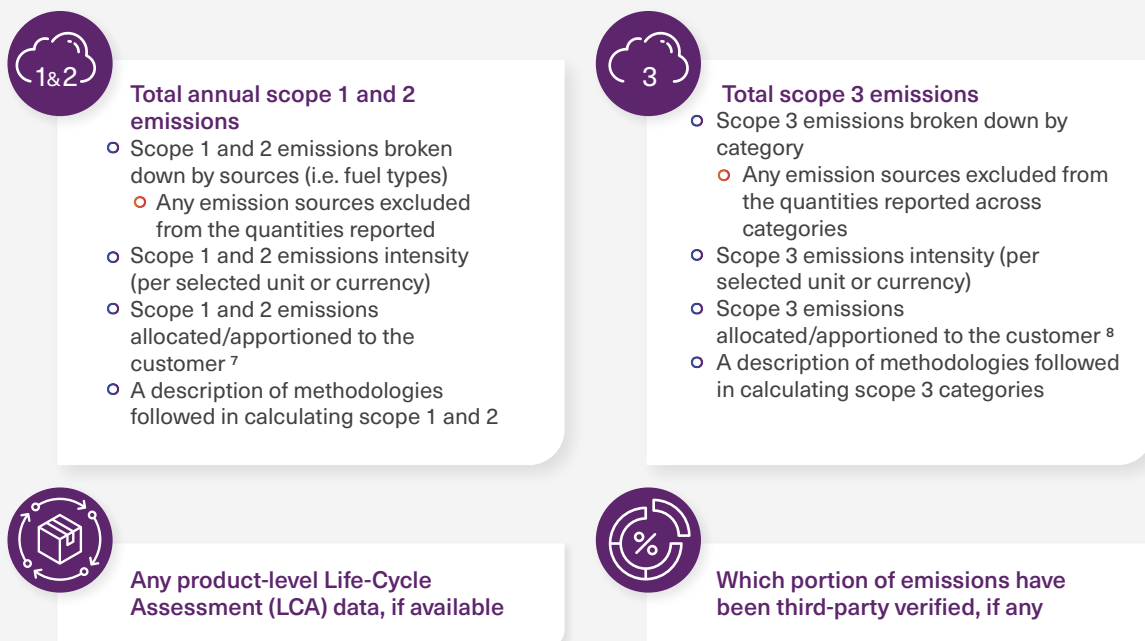 1&2
Total annual scope 1 and 2
emissions
Scope 1 and 2 emissions broken
down by sources (i.e. fuel types)
Any emission sources excluded
from the quantities reported
Scope 1 and 2 emissions intensity
(per selected unit or currency)
Scope 1 and 2 emissions
allocated/apportioned to the
customer ⁷
A description of methodologies
followed in calculating scope 1 and 2
3
Total scope 3 emissions
Scope 3 emissions broken down by
category
Any emission sources excluded from
the quantities reported across
categories
Scope 3 emissions intensity (per
selected unit or currency)
Scope 3 emissions
allocated/apportioned to the customer ⁸
A description of methodologies followed
in calculating scope 3 categories
Any product-level Life-Cycle
Assessment (LCA) data, if available
%
Which portion of emissions have
been third-party verified, if any